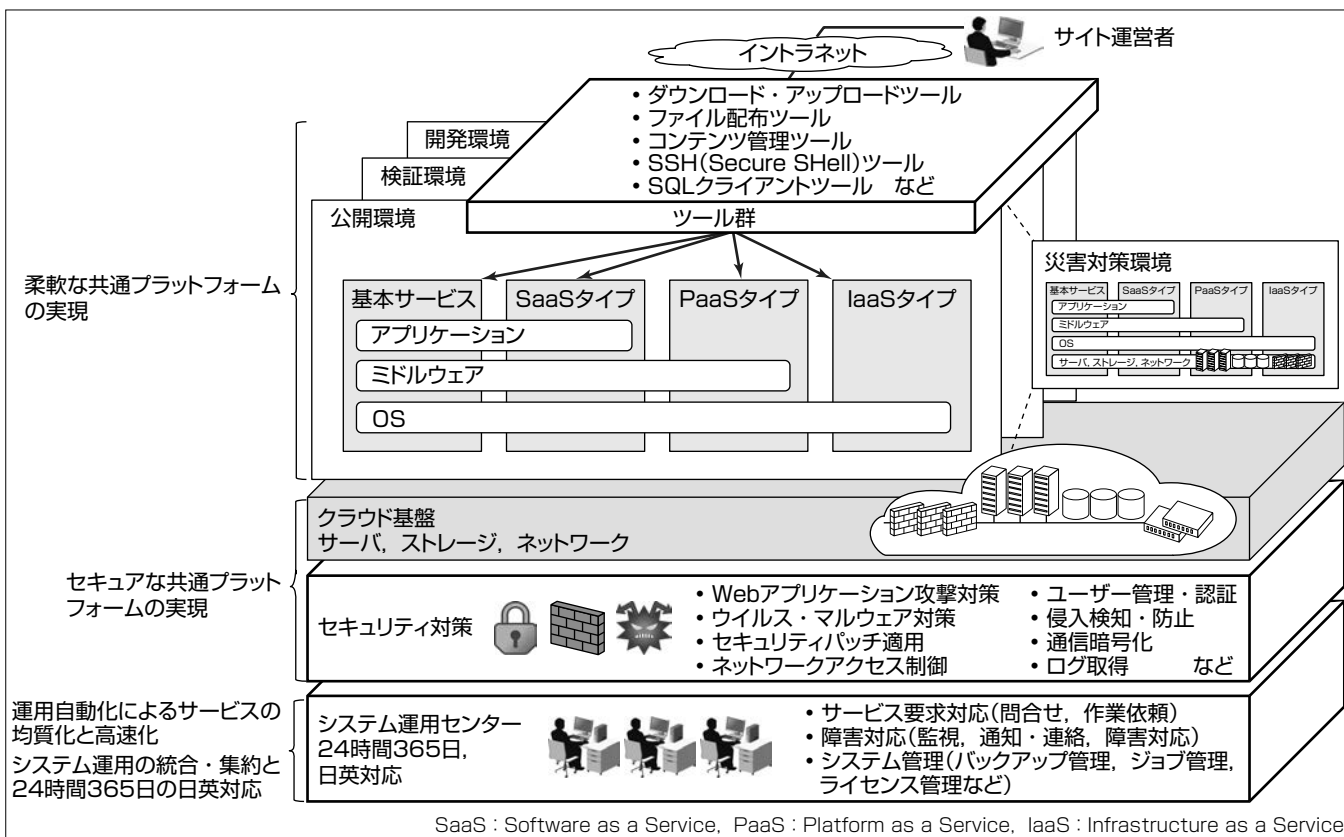 サイト運営者
イントラネット
• ダウンロード・アップロードツール
• ファイル配布ツール
• コンテンツ管理ツール
• SSH(Secure SHell)ツール
• SQLクライアントツール など
開発環境
検証環境
公開環境
ツール群
柔軟な共通プラットフォーム
の実現
基本サービス
SaaSタイプ
PaaSタイプ
IaaSタイプ
アプリケーション
ミドルウェア
OS
災害対策環境
基本サービス
SaaSタイプ
PaaSタイプ
IaaSタイプ
アプリケーション
ミドルウェア
OS
サーバ, ストレージ, ネットワーク
クラウド基盤
サーバ, ストレージ, ネットワーク
セキュアな共通プラット
フォームの実現
セキュリティ対策
• Webアプリケーション攻撃対策
• ウイルス・マルウェア対策
• セキュリティパッチ適用
• ネットワークアクセス制御
• ユーザー管理・認証
• 侵入検知・防止
• 通信暗号化
• ログ取得 など
運用自動化によるサービスの
均質化と高速化
システム運用の統合・集約と
24時間365日の日英対応
システム運用センター
24時間365日,
日英対応
• サービス要求対応(問合せ, 作業依頼)
• 障害対応(監視, 通知・連絡, 障害対応)
• システム管理(バックアップ管理, ジョブ管理,
ライセンス管理など)
SaaS:Software as a Service, PaaS:Platform as a Service, IaaS:Infrastructure as a Service